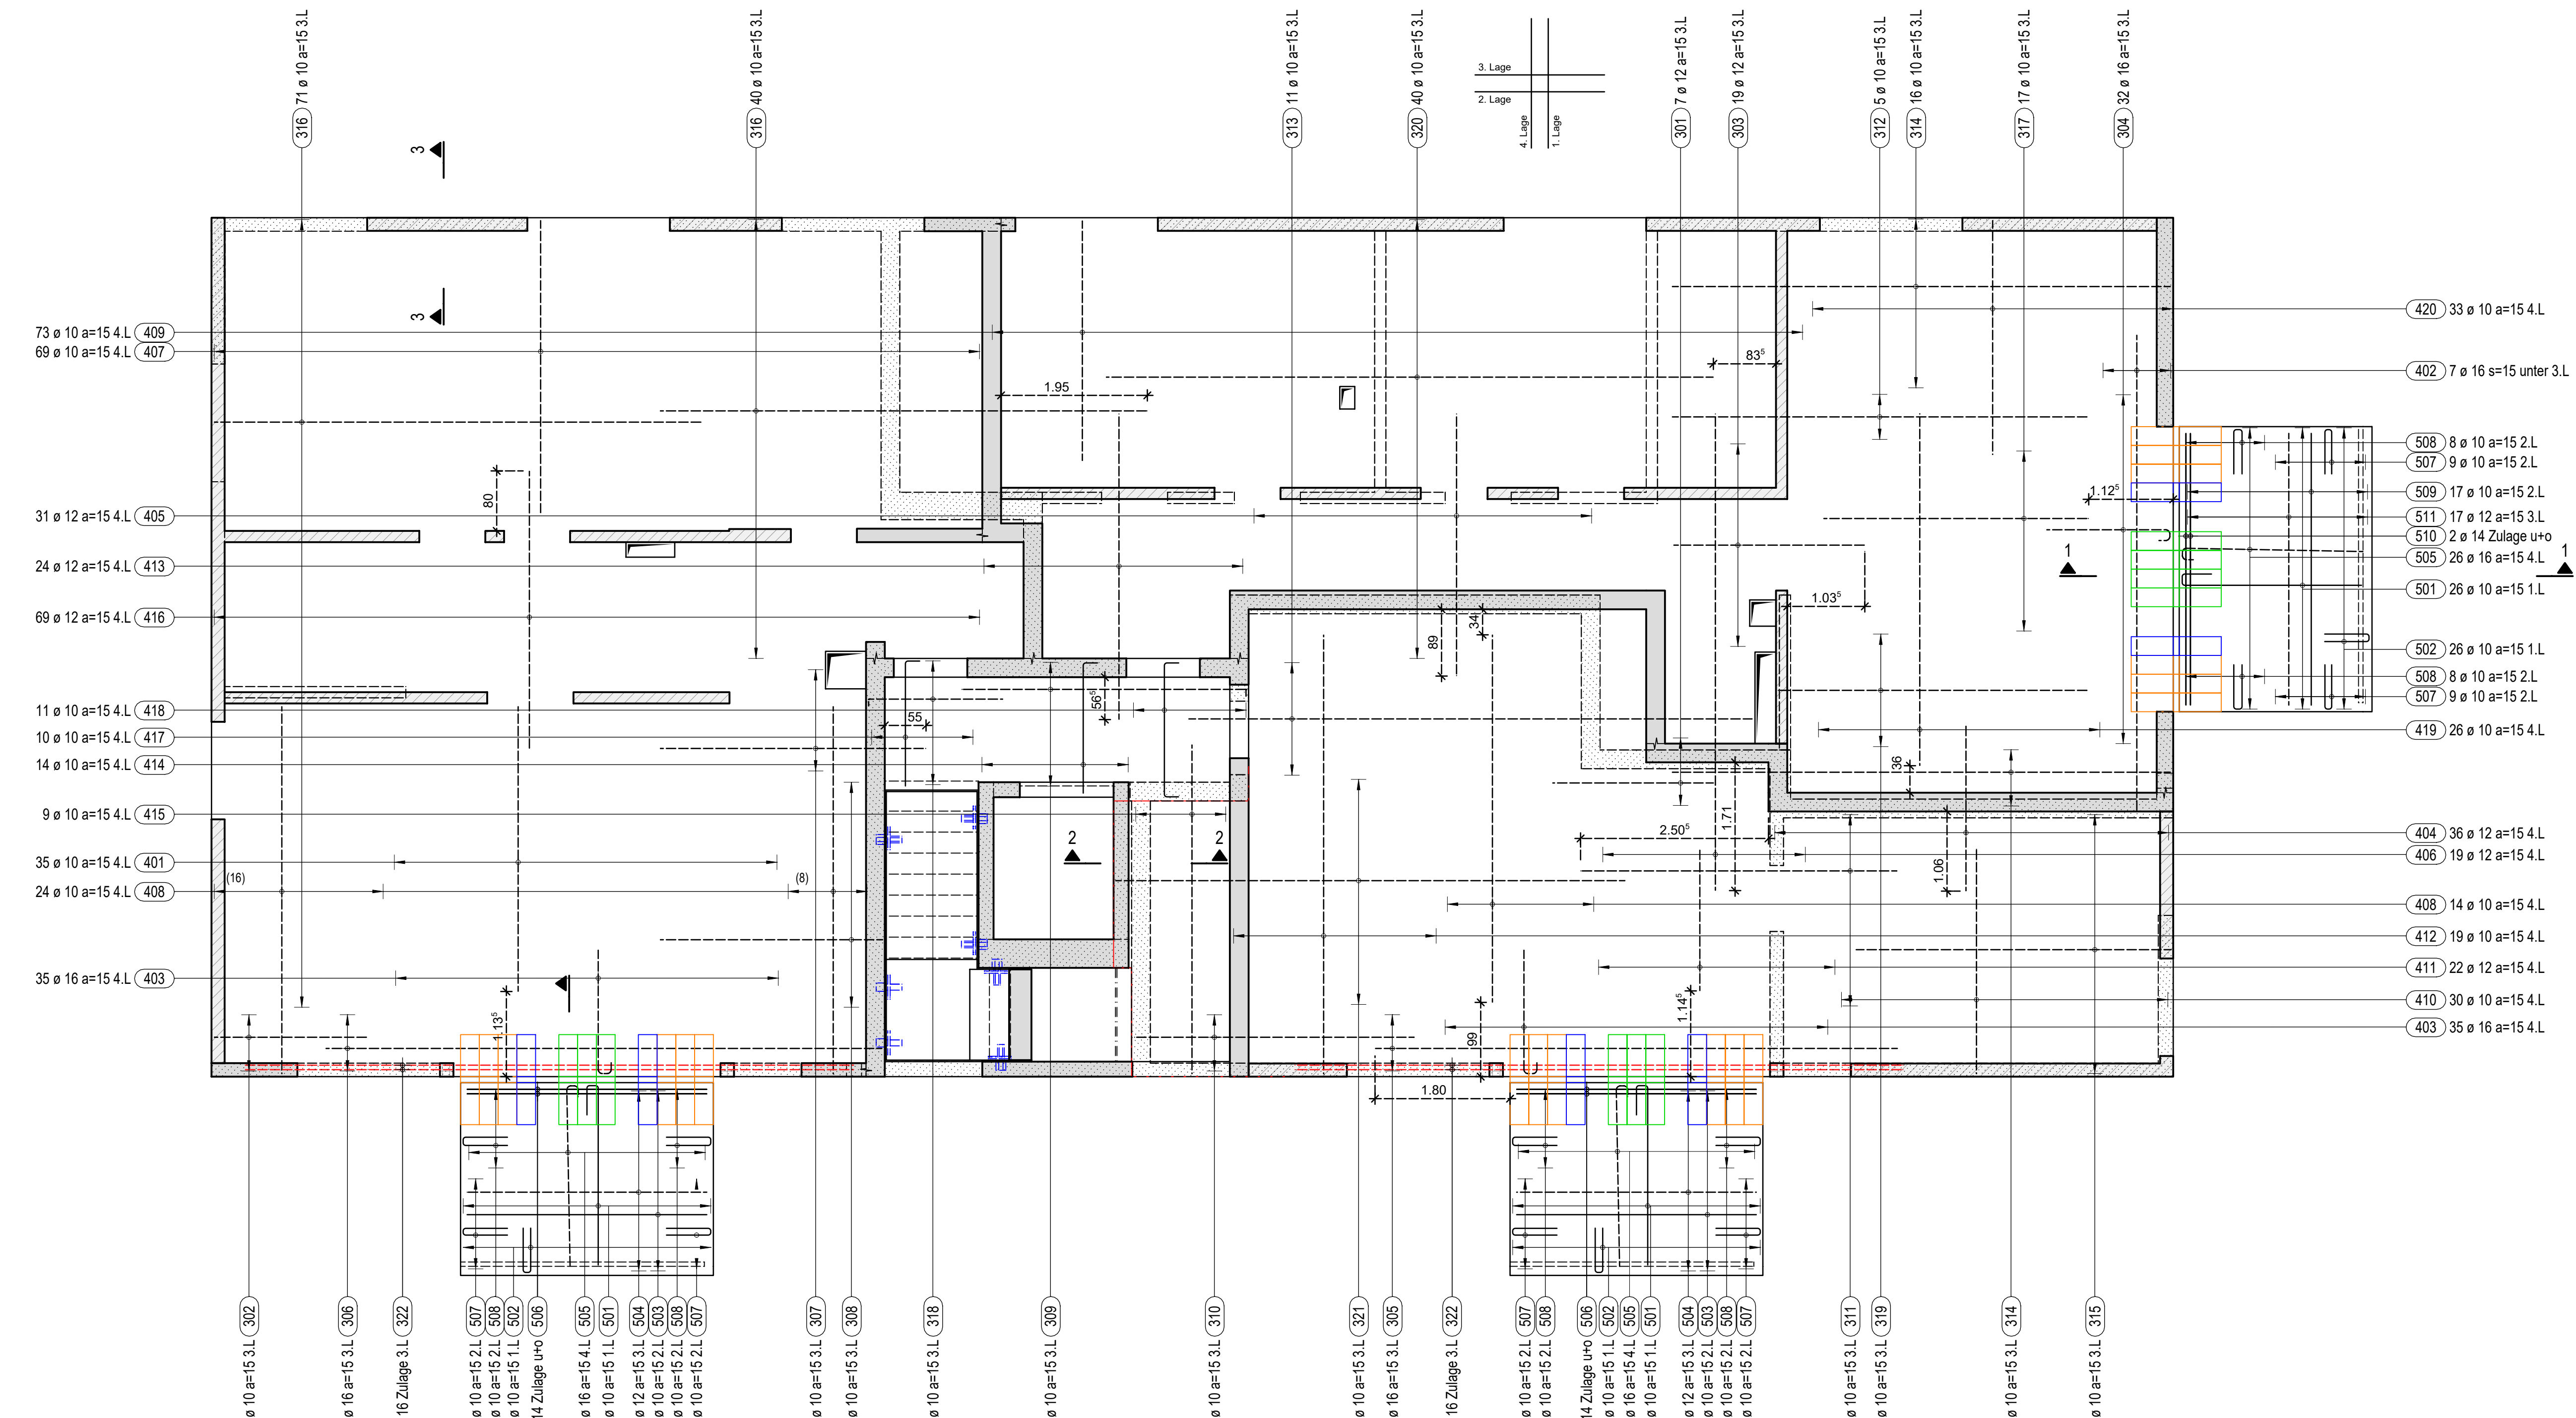 316 71 ø 10 a=15 3.L
316 40 ø 10 a=15 3.L
313 11 ø 10 a=15 3.L
320 40 ø 10 a=15 3.L
301 7 ø 12 a=15 3.L
303 19 ø 12 a=15 3.L
312 5 ø 10 a=15 3.L
314 16 ø 10 a=15 3.L
317 17 ø 10 a=15 3.L
304 32 ø 16 a=15 3.L
3. Lage
2. Lage
4. Lage
1. Lage
3
3
73 ø 10 a=15 4.L 409
69 ø 10 a=15 4.L 407
31 ø 12 a=15 4.L 405
24 ø 12 a=15 4.L 413
69 ø 12 a=15 4.L 416
11 ø 10 a=15 4.L 418
10 ø 10 a=15 4.L 417
14 ø 10 a=15 4.L 414
9 ø 10 a=15 4.L 415
35 ø 10 a=15 4.L 401
24 ø 10 a=15 4.L 408
35 ø 16 a=15 4.L 403
(16)
(8)
80
1.95
83⁵
1.12⁵
1.03⁵
89
34
56⁵
55
36
1.71
2.50⁵
1.06
1.14⁵
99
1.13⁵
1.80
1
1
2
2
420 33 ø 10 a=15 4.L
402 7 ø 16 s=15 unter 3.L
508 8 ø 10 a=15 2.L
507 9 ø 10 a=15 2.L
509 17 ø 10 a=15 2.L
511 17 ø 12 a=15 3.L
510 2 ø 14 Zulage u+o
505 26 ø 16 a=15 4.L
501 26 ø 10 a=15 1.L
502 26 ø 10 a=15 1.L
508 8 ø 10 a=15 2.L
507 9 ø 10 a=15 2.L
419 26 ø 10 a=15 4.L
404 36 ø 12 a=15 4.L
406 19 ø 12 a=15 4.L
408 14 ø 10 a=15 4.L
412 19 ø 10 a=15 4.L
411 22 ø 12 a=15 4.L
410 30 ø 10 a=15 4.L
403 35 ø 16 a=15 4.L
ø 10 a=15 3.L 302
ø 16 a=15 3.L 306
16 Zulage 3.L 322
ø 10 a=15 2.L 507
ø 10 a=15 2.L 508
ø 10 a=15 1.L 502
14 Zulage u+o 506
ø 16 a=15 4.L 505
ø 10 a=15 1.L 501
ø 12 a=15 3.L 504
ø 10 a=15 2.L 503
ø 10 a=15 2.L 508
ø 10 a=15 2.L 507
ø 10 a=15 3.L 307
ø 10 a=15 3.L 308
ø 10 a=15 3.L 318
ø 10 a=15 3.L 309
ø 10 a=15 3.L 310
ø 10 a=15 3.L 321
ø 16 a=15 3.L 305
16 Zulage 3.L 322
ø 10 a=15 2.L 507
ø 10 a=15 2.L 508
14 Zulage u+o 506
ø 10 a=15 1.L 502
ø 16 a=15 4.L 505
ø 10 a=15 1.L 501
ø 12 a=15 3.L 504
ø 10 a=15 2.L 503
ø 10 a=15 2.L 508
ø 10 a=15 2.L 507
ø 10 a=15 3.L 311
ø 10 a=15 3.L 319
ø 10 a=15 3.L 314
ø 10 a=15 3.L 315